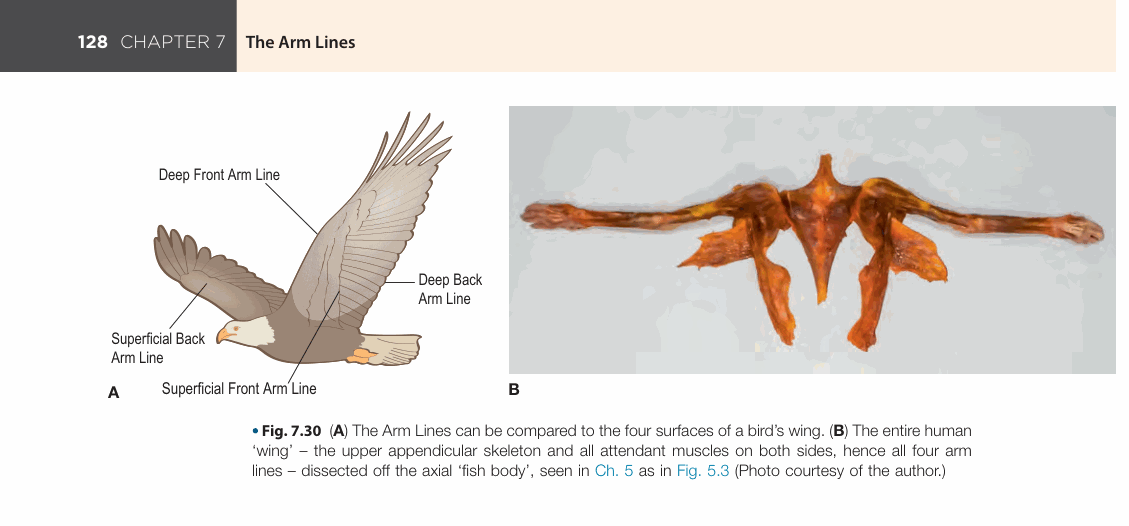 128 CHAPTER 7 The Arm Lines
Deep Front Arm Line
Deep Back
Arm Line
Superficial Back
Arm Line
Superficial Front Arm Line
A
B
• Fig. 7.30 (A) The Arm Lines can be compared to the four surfaces of a bird’s wing. (B) The entire human
‘wing’ – the upper appendicular skeleton and all attendant muscles on both sides, hence all four arm
lines – dissected off the axial ‘fish body’, seen in Ch. 5 as in Fig. 5.3 (Photo courtesy of the author.)